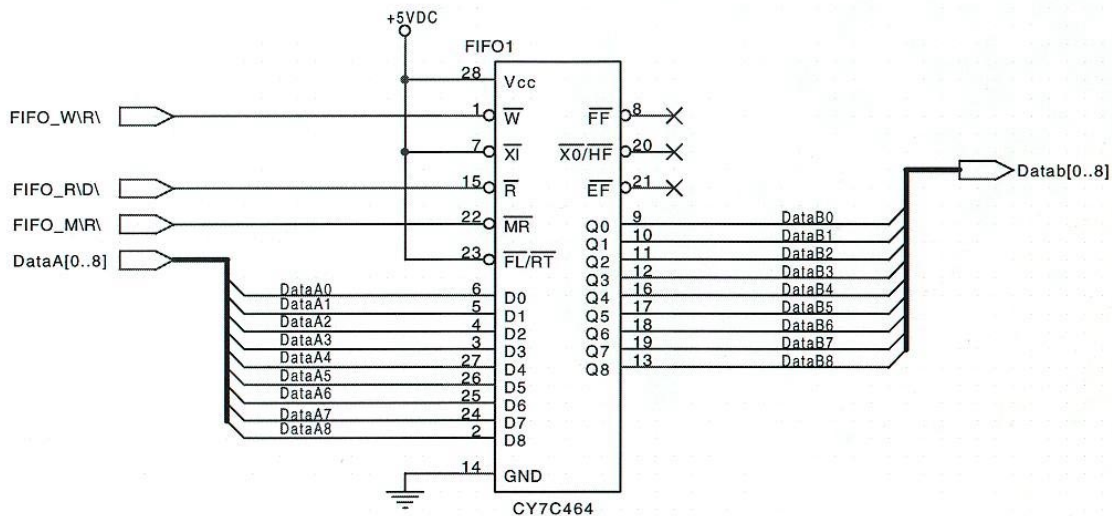 +5VDC
FIFO1
28 Vcc
FIFO_W\R\ 1 W FF 8
7 XI X0/HF 20
FIFO_R\D\ 15 R EF 21
Datab[0..8]
FIFO_M\R\ 22 MR Q0 9 DataB0
Q1 10 DataB1
DataA[0..8] 23 FL/RT Q2 11 DataB2
Q3 12 DataB3
DataA0 6 D0 Q4 16 DataB4
DataA1 5 D1 Q5 17 DataB5
DataA2 4 D2 Q6 18 DataB6
DataA3 3 D3 Q7 19 DataB7
DataA4 27 D4 Q8 13 DataB8
DataA5 26 D5
DataA6 25 D6
DataA7 24 D7
DataA8 2 D8
14 GND
CY7C464